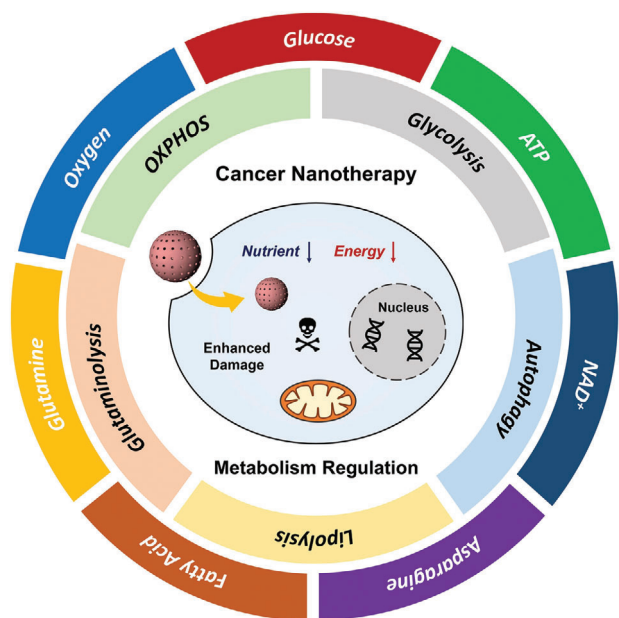 Glucose
ATP
NAD⁺
Asparagine
Fatty Acid
Glutamine
Oxygen
OXPHOS
Glycolysis
Autophagy
Lipolysis
Glutaminolysis
Cancer Nanotherapy
Nutrient ↓ Energy ↓
Nucleus
Enhanced
Damage
Metabolism Regulation